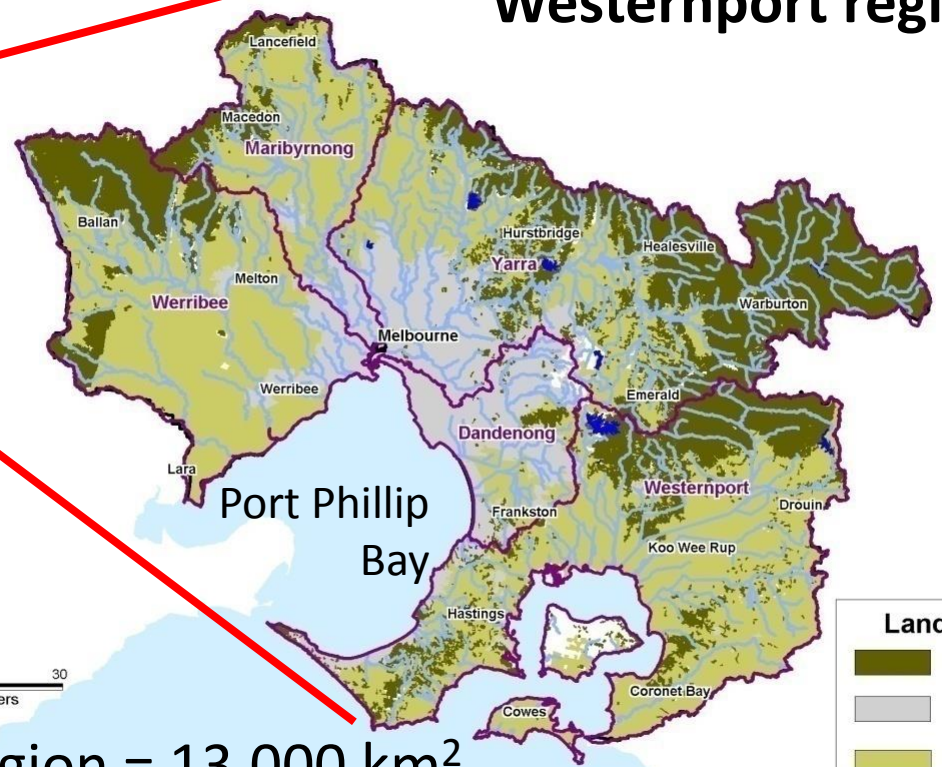 Westernport regi
Lancefield
Macedon
Maribyrnong
Ballan
Hurstbridge
Healesville
Yarra
Melton
Werribee
Warburton
Melbourne
Werribee
Emerald
Dandenong
Lara
Westernport
Port Phillip
Bay
Frankston
Drouin
Koo Wee Rup
Hastings
Land
30
ers
Coronet Bay
Cowes
gion = 13 000 km²